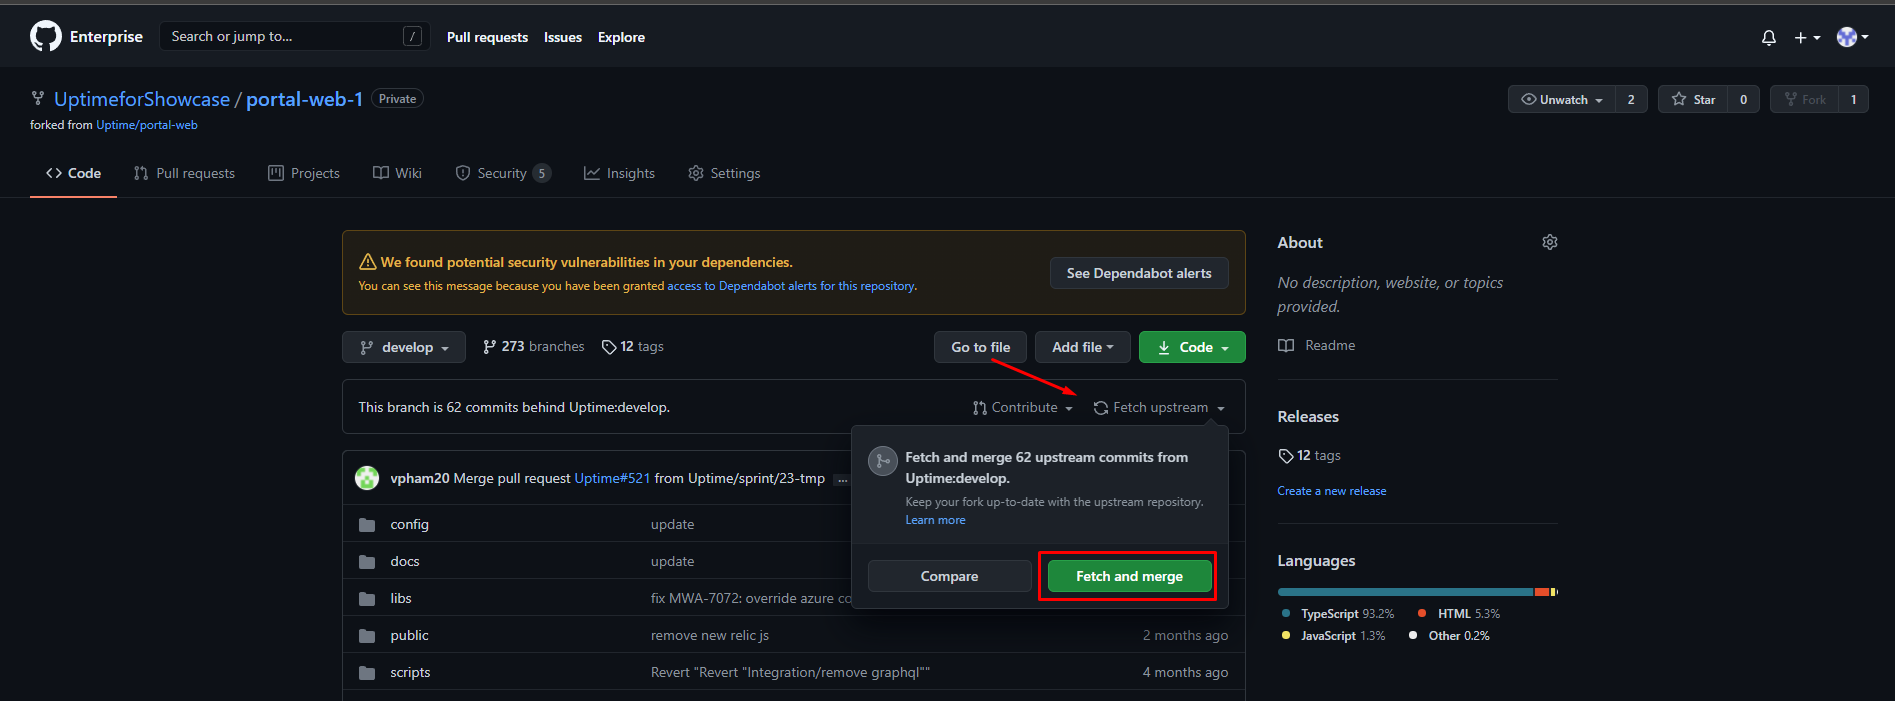 Enterprise Search or jump to... / Pull requests Issues Explore
UptimeforShowcase / portal-web-1 Private Unwatch 2 Star 0 Fork 1
forked from Uptime/portal-web
Code Pull requests Projects Wiki Security 5 Insights Settings
We found potential security vulnerabilities in your dependencies.
You can see this message because you have been granted access to Dependabot alerts for this repository.
See Dependabot alerts
develop 273 branches 12 tags Go to file Add file Code
This branch is 62 commits behind Uptime:develop. Contribute Fetch upstream
Fetch and merge 62 upstream commits from
Uptime:develop.
Keep your fork up-to-date with the upstream repository.
Learn more
Compare Fetch and merge
vpham20 Merge pull request Uptime#521 from Uptime/sprint/23-tmp ...
config update
docs update
libs fix MWA-7072: override azure co
public remove new relic js 2 months ago
scripts Revert "Revert "Integration/remove graphql"" 4 months ago
About
No description, website, or topics
provided.
Readme
Releases
12 tags
Create a new release
Languages
TypeScript 93.2% HTML 5.3%
JavaScript 1.3% Other 0.2%